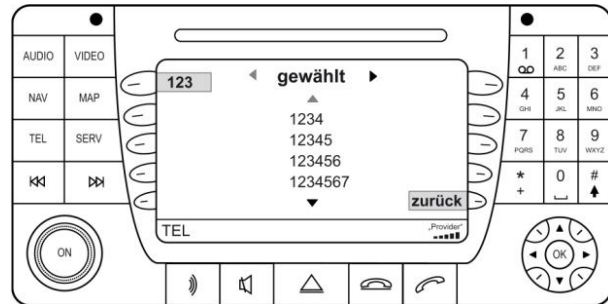 AUDIO VIDEO
NAV MAP
TEL SERV
ON
123 gewählt
1234
12345
123456
1234567
zurück
TEL „Provider"
1 2 ABC 3 DEF
4 GHI 5 JKL 6 MNO
7 PQRS 8 TUV 9 WXYZ
* + 0 #
OK